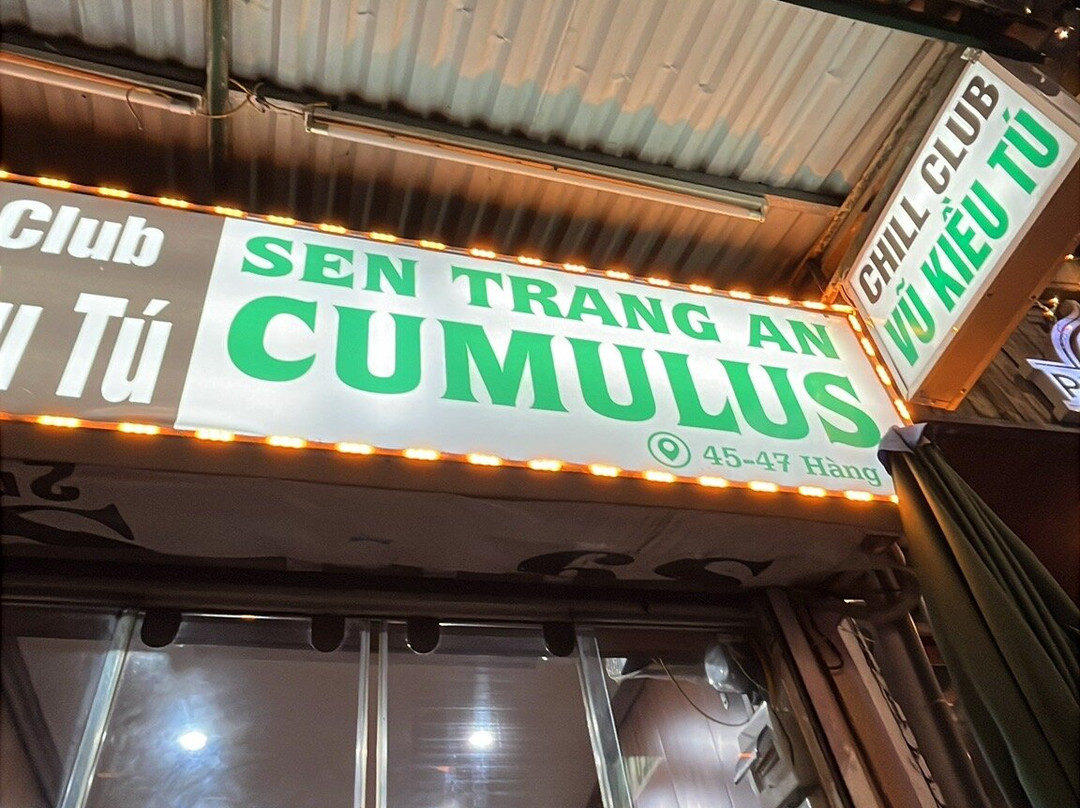 Club
Tú
SEN TRANG AN
CUMULUS
45-47 Hàng
CHILL CLUB
VŨ KIỀU TÚ